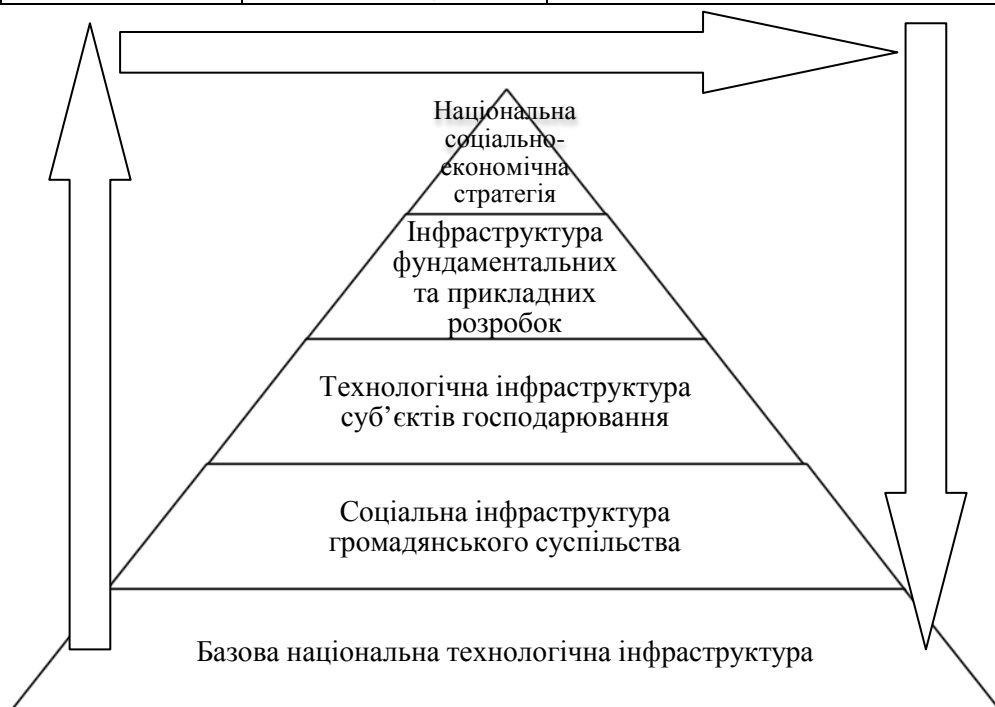 Національна
соціально-
економічна
стратегія
Інфраструктура
фундаментальних
та прикладних
розробок
Технологічна інфраструктура
суб’єктів господарювання
Соціальна інфраструктура
громадянського суспільства
Базова національна технологічна інфраструктура